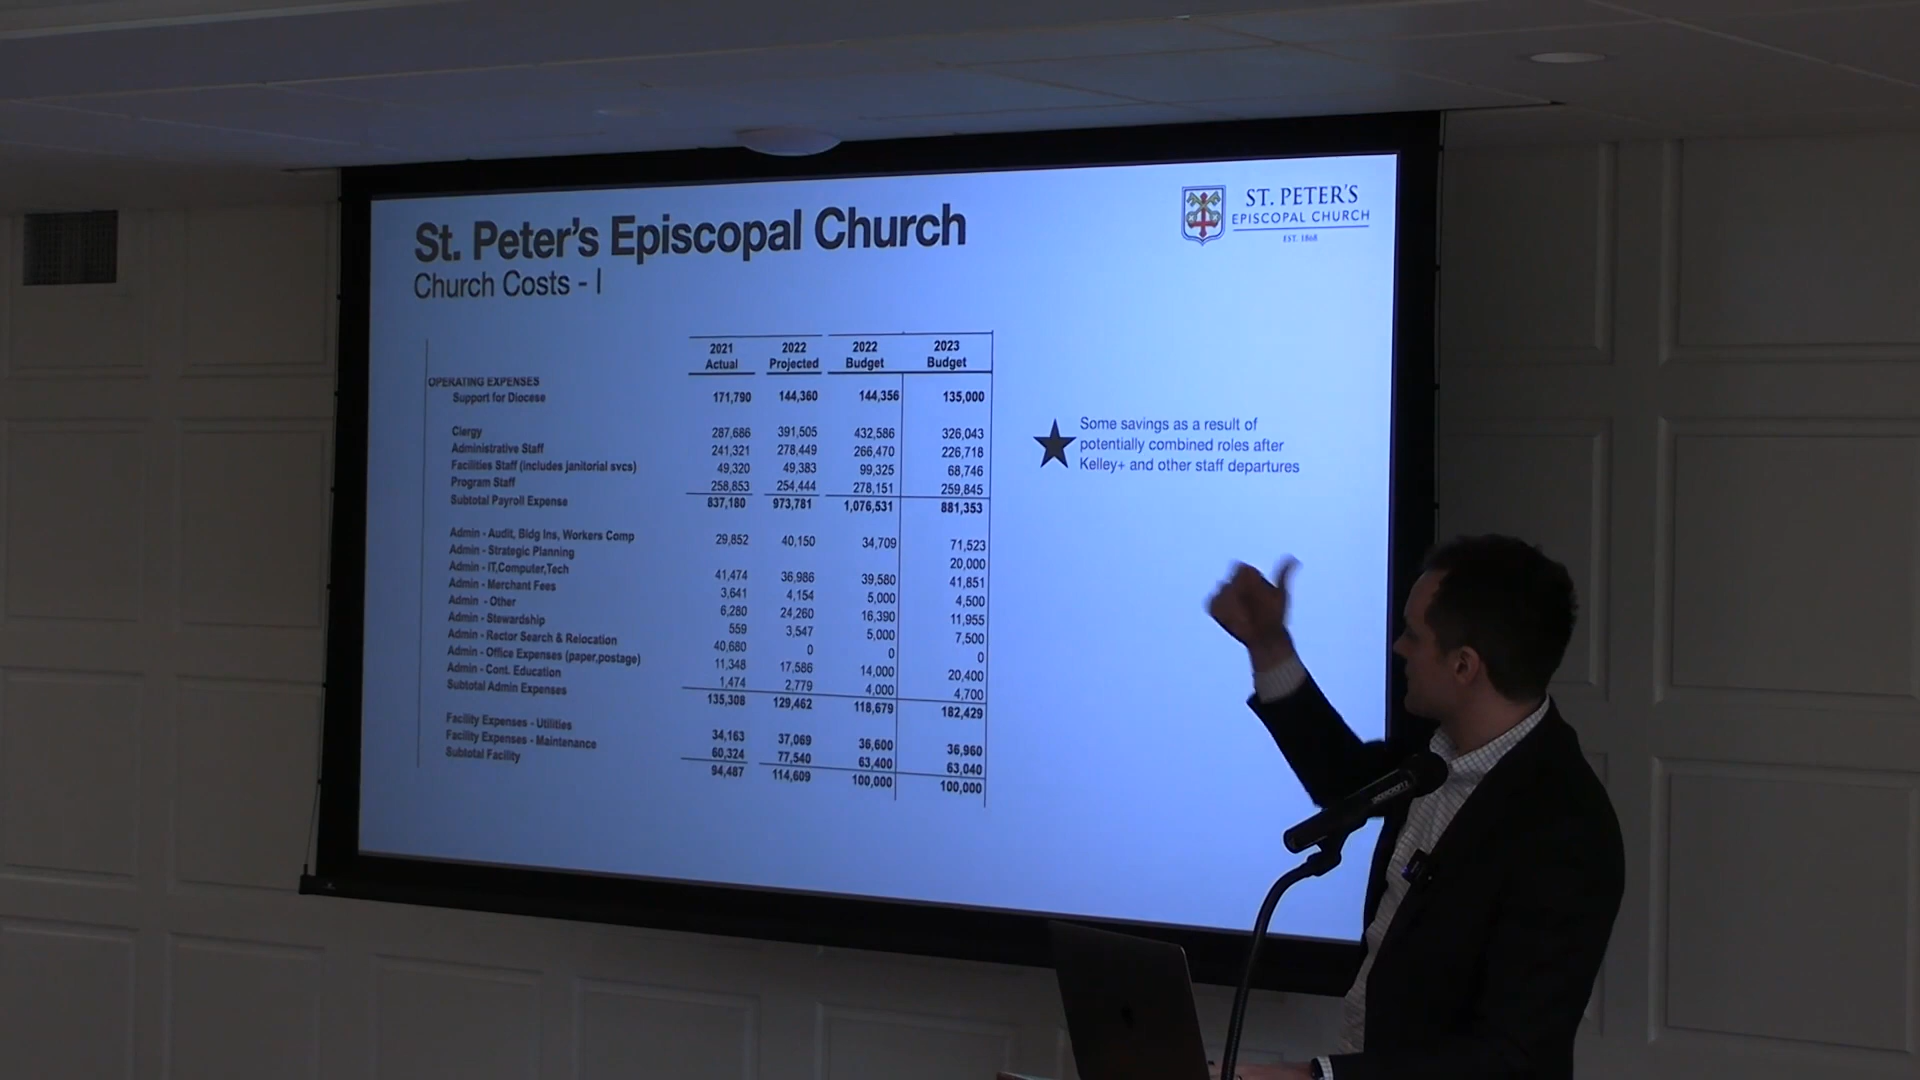 St. Peter's Episcopal Church
Church Costs - I
ST. PETER'S
EPISCOPAL CHURCH
EST. 1868
2021 Actual 2022 Projected 2022 Budget 2023 Budget
OPERATING EXPENSES
Support for Diocese 171,790 144,360 144,356 135,000
Clergy 287,686 391,505 432,586 326,043
Administrative Staff 241,321 278,449 266,470 226,718
Facilities Staff (includes janitorial svcs) 49,320 49,383 99,325 68,746
Program Staff 258,853 254,444 278,151 259,845
Subtotal Payroll Expense 837,180 973,781 1,076,531 881,353
Admin - Audit, Bldg Ins, Workers Comp 29,852 40,150 34,709 71,523
Admin - Strategic Planning 20,000
Admin - IT,Computer,Tech 41,474 36,986 39,580 41,851
Admin - Merchant Fees 3,641 4,154 5,000 4,500
Admin - Other 6,280 24,260 16,390 11,955
Admin - Stewardship 559 3,547 5,000 7,500
Admin - Rector Search & Relocation 40,680 0 0 0
Admin - Office Expenses (paper,postage) 11,348 17,586 14,000 20,400
Admin - Cont. Education 1,474 2,779 4,000 4,700
Subtotal Admin Expenses 135,308 129,462 118,679 182,429
Facility Expenses - Utilities 34,163 37,069 36,600 36,960
Facility Expenses - Maintenance 60,324 77,540 63,400 63,040
Subtotal Facility 94,487 114,609 100,000 100,000
Some savings as a result of
potentially combined roles after
Kelley+ and other staff departures